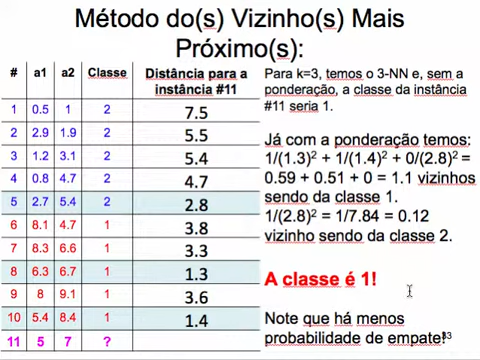 Método do(s) Vizinho(s) Mais
Próximo(s):
# a1 a2 Classe Distância para a
instância #11
1 0.5 1 2 7.5
2 2.9 1.9 2 5.5
3 1.2 3.1 2 5.4
4 0.8 4.7 2 4.7
5 2.7 5.4 2 2.8
6 8.1 4.7 1 3.8
7 8.3 6.6 1 3.3
8 6.3 6.7 1 1.3
9 8 9.1 1 3.6
10 5.4 8.4 1 1.4
11 5 7 ?
Para k=3, temos o 3-NN e, sem a
ponderação, a classe da instância
#11 seria 1.
Já com a ponderação temos:
1/(1.3)² + 1/(1.4)² + 0/(2.8)² =
0.59 + 0.51 + 0 = 1.1 vizinhos
sendo da classe 1.
1/(2.8)² = 1/7.84 = 0.12
vizinho sendo da classe 2.
A classe é 1!
Note que há menos
probabilidade de empate!